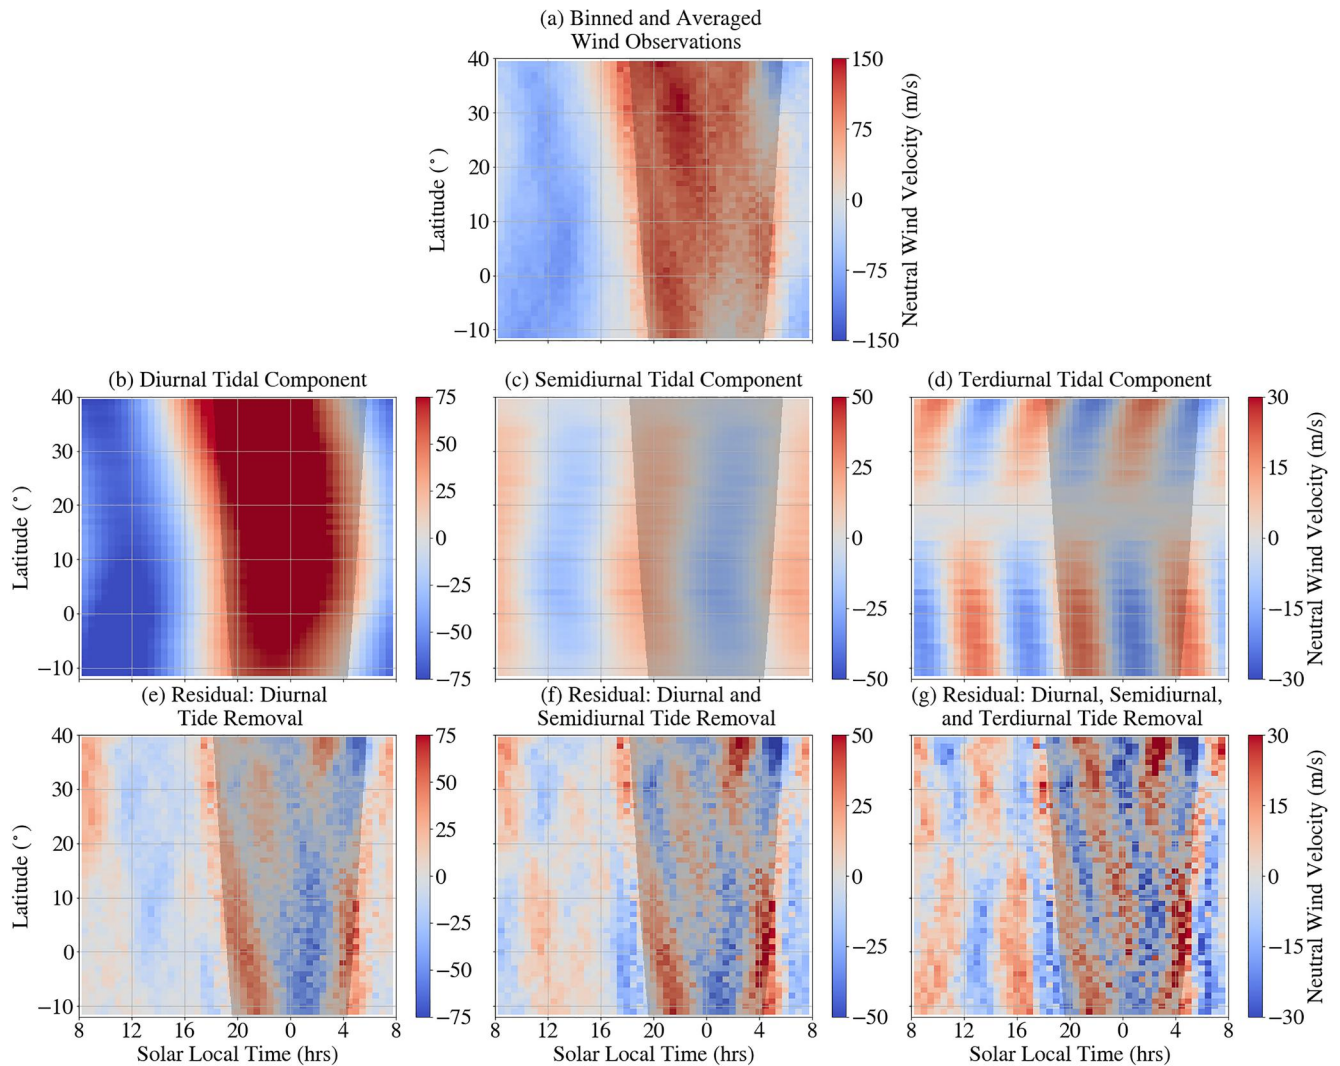 (a) Binned and Averaged
Wind Observations
40
30
20
10
0
−10
Latitude (°)
150
75
0
−75
−150
Neutral Wind Velocity (m/s)
(b) Diurnal Tidal Component
40
30
20
10
0
−10
Latitude (°)
75
50
25
0
−25
−50
−75
(c) Semidiurnal Tidal Component
50
25
0
−25
−50
(d) Terdiurnal Tidal Component
30
15
0
−15
−30
Neutral Wind Velocity (m/s)
(e) Residual: Diurnal
Tide Removal
40
30
20
10
0
−10
Latitude (°)
8 12 16 20 0 4 8
Solar Local Time (hrs)
75
50
25
0
−25
−50
−75
(f) Residual: Diurnal and
Semidiurnal Tide Removal
8 12 16 20 0 4 8
Solar Local Time (hrs)
50
25
0
−25
−50
(g) Residual: Diurnal, Semidiurnal,
and Terdiurnal Tide Removal
8 12 16 20 0 4 8
Solar Local Time (hrs)
30
15
0
−15
−30
Neutral Wind Velocity (m/s)